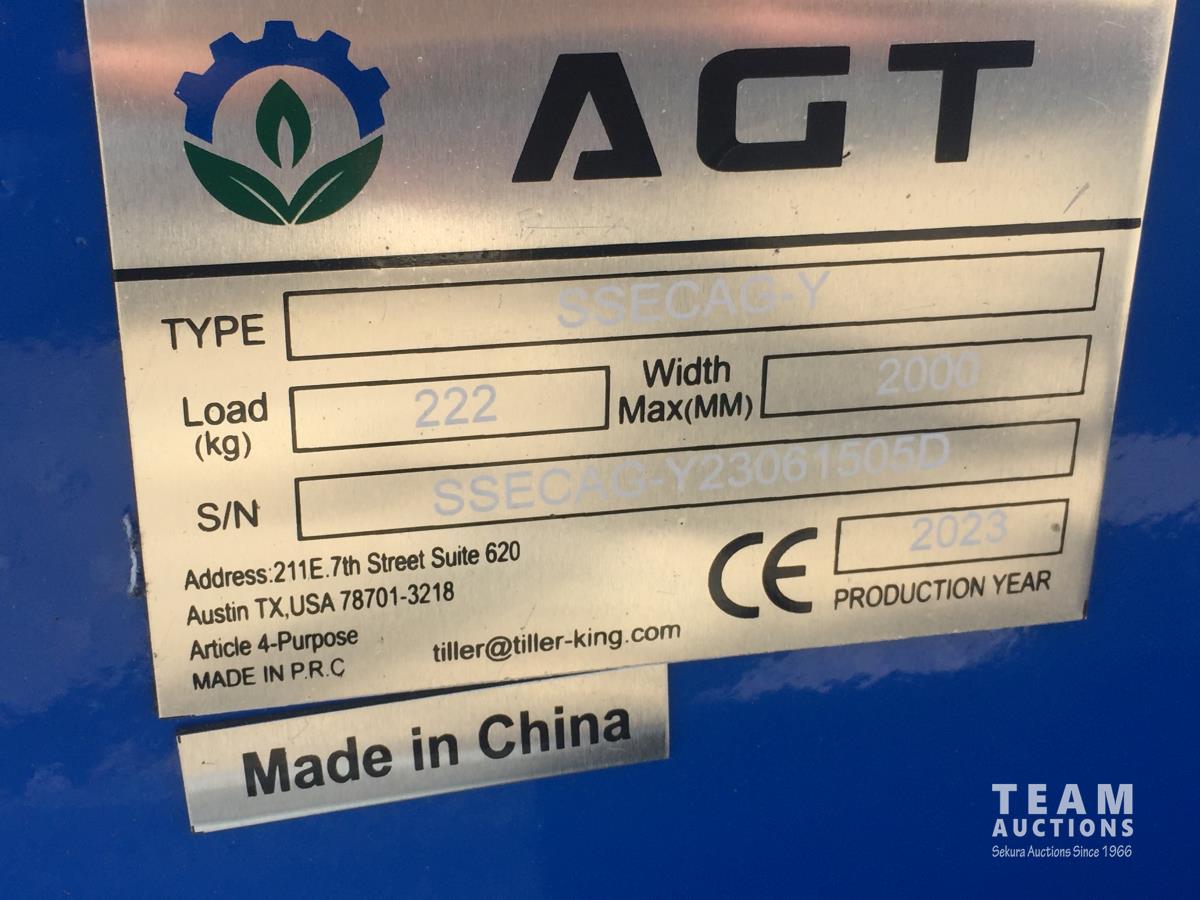 AGT
TYPE SSECAG-Y
Load (kg) 222 Width Max(MM) 2000
S/N SSECAG-Y23061505D
Address:211E.7th Street Suite 620
Austin TX,USA 78701-3218
Article 4-Purpose
MADE IN P.R.C
tiller@tiller-king.com
CE 2023
PRODUCTION YEAR
Made in China
TEAM
AUCTIONS
Sekura Auctions Since 1966